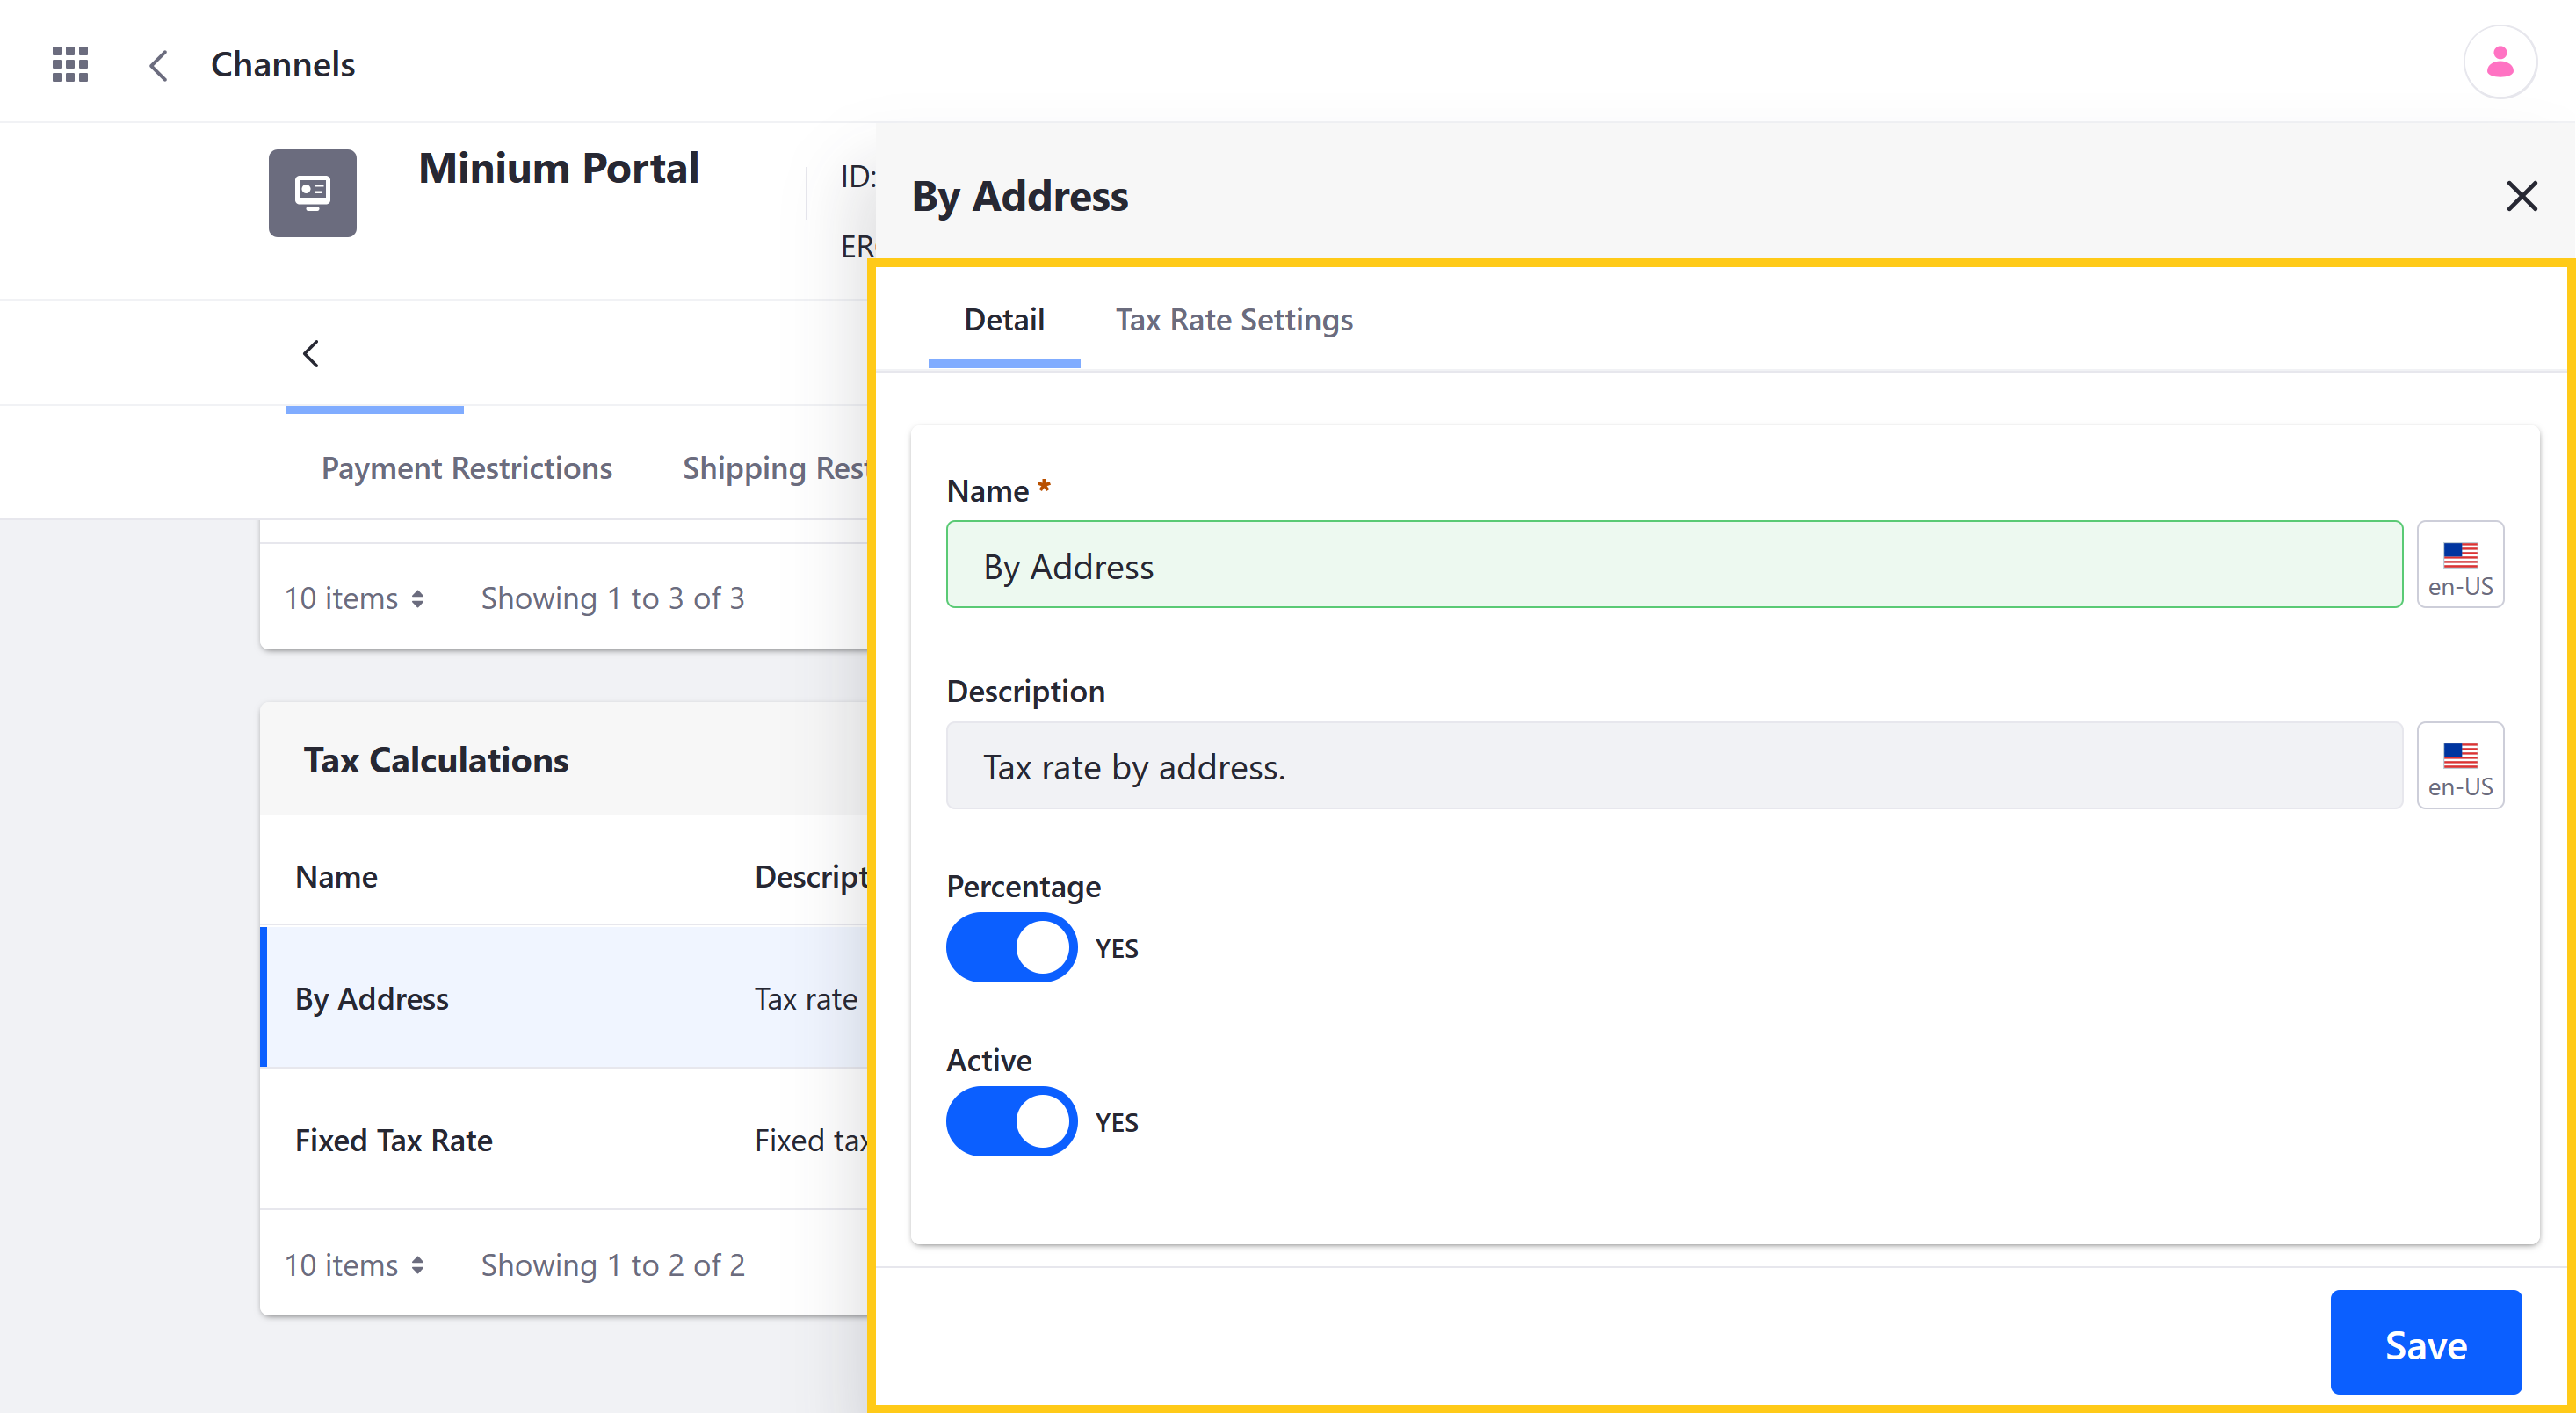 Channels
Minium Portal
ID:
By Address
Detail
Tax Rate Settings
Payment Restrictions
Shipping Rest
10 items
Showing 1 to 3 of 3
Tax Calculations
Name
Descript
By Address
Tax rate
Fixed Tax Rate
Fixed tax
10 items
Showing 1 to 2 of 2
Name *
By Address
en-US
Description
Tax rate by address.
en-US
Percentage
YES
Active
YES
Save